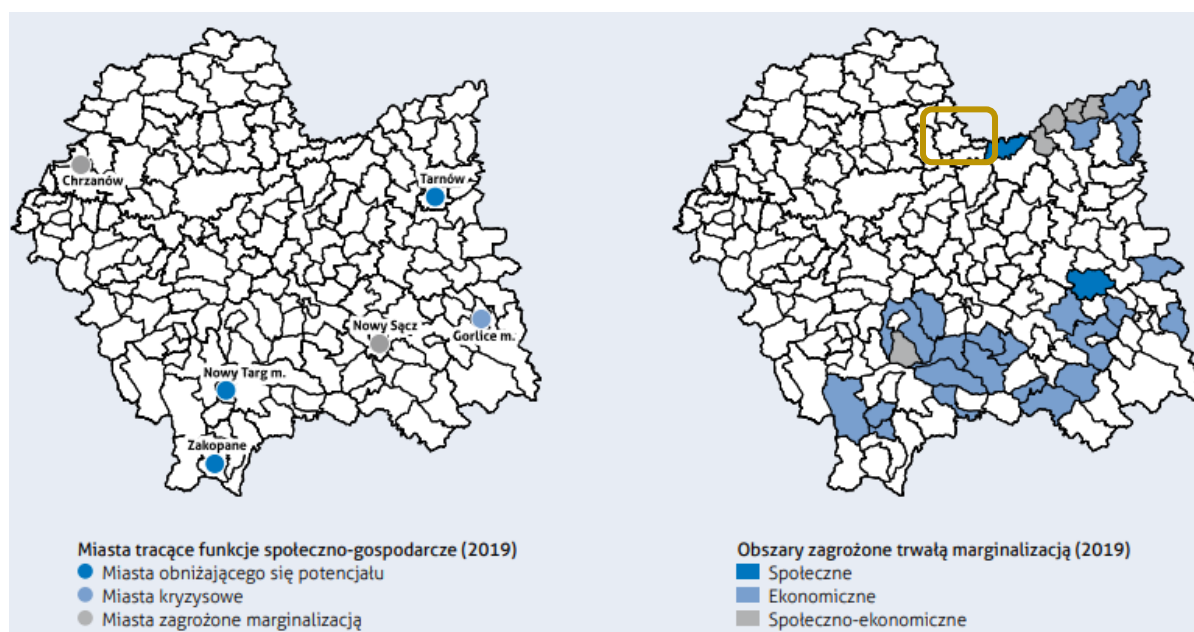 Chrzanów
Tarnów
Nowy Sącz
Gorlice m.
Nowy Targ m.
Zakopane
Miasta tracące funkcje społeczno-gospodarcze (2019)
Miasta obniżającego się potencjału
Miasta kryzysowe
Miasta zagrożone marginalizacją
Obszary zagrożone trwałą marginalizacją (2019)
Społeczne
Ekonomiczne
Społeczno-ekonomiczne